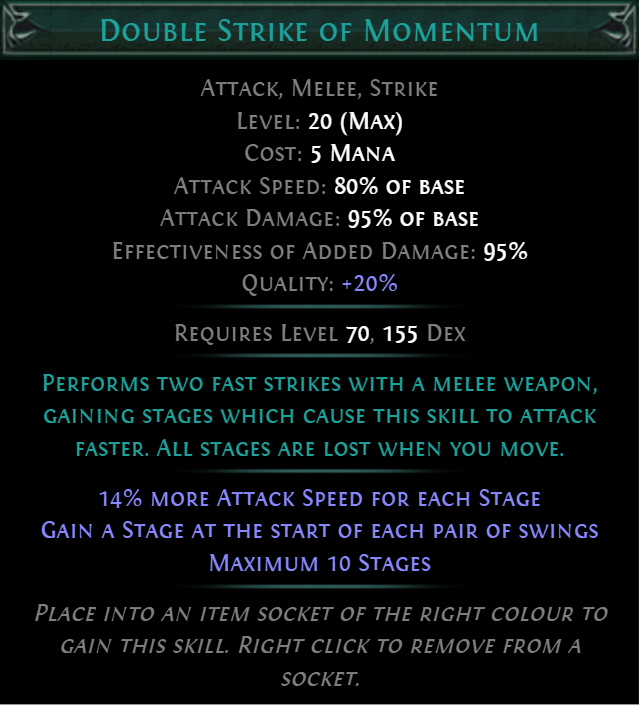 Double Strike of Momentum
Attack, Melee, Strike
Level: 20 (Max)
Cost: 5 Mana
Attack Speed: 80% of base
Attack Damage: 95% of base
Effectiveness of Added Damage: 95%
Quality: +20%
Requires Level 70, 155 Dex
Performs two fast strikes with a melee weapon,
gaining stages which cause this skill to attack
faster. All stages are lost when you move.
14% more Attack Speed for each Stage
Gain a Stage at the start of each pair of swings
Maximum 10 Stages
Place into an item socket of the right colour to
gain this skill. Right click to remove from a
socket.